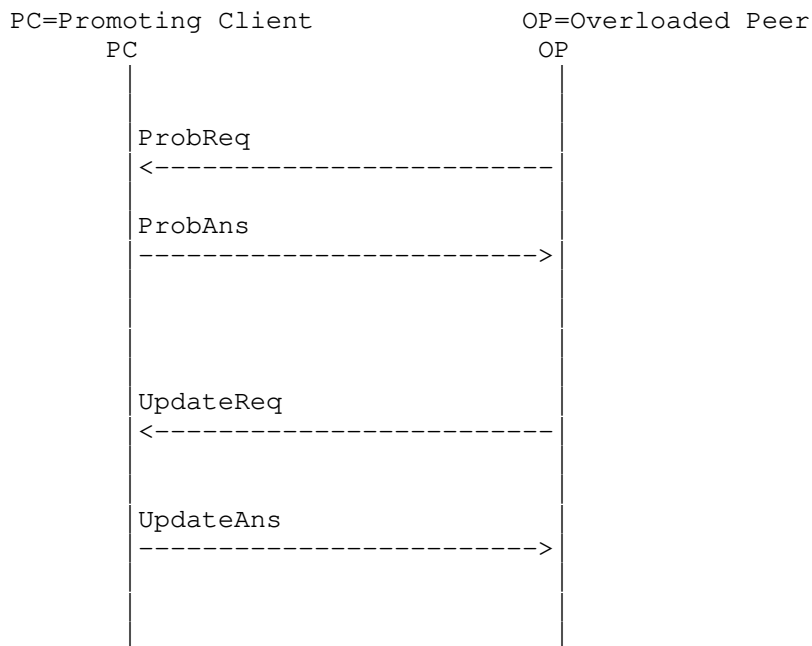 PC=Promoting Client OP=Overloaded Peer
PC OP
ProbReq
ProbAns
UpdateReq
UpdateAns